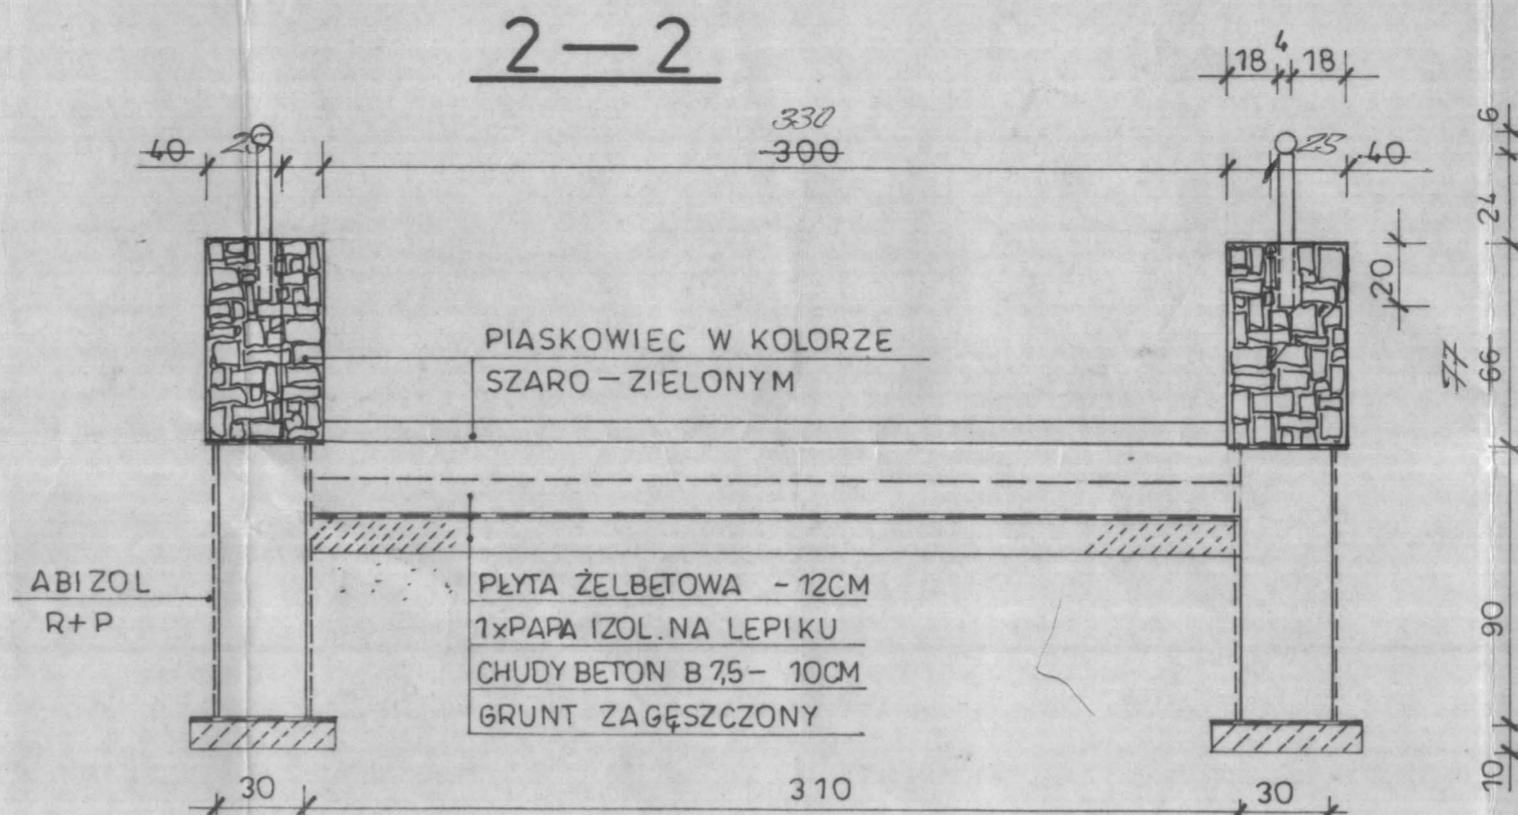 2 — 2
18 4 18
330
40 25 300 25 40
6
24
20
77 66
PIASKOWIEC W KOLORZE
SZARO – ZIELONYM
ABIZOL
R+P
PŁYTA ŻELBETOWA - 12CM
1xPAPA IZOL. NA LEPIKU
CHUDY BETON B 7,5 - 10CM
GRUNT ZAGĘSZCZONY
90
10
30 310 30